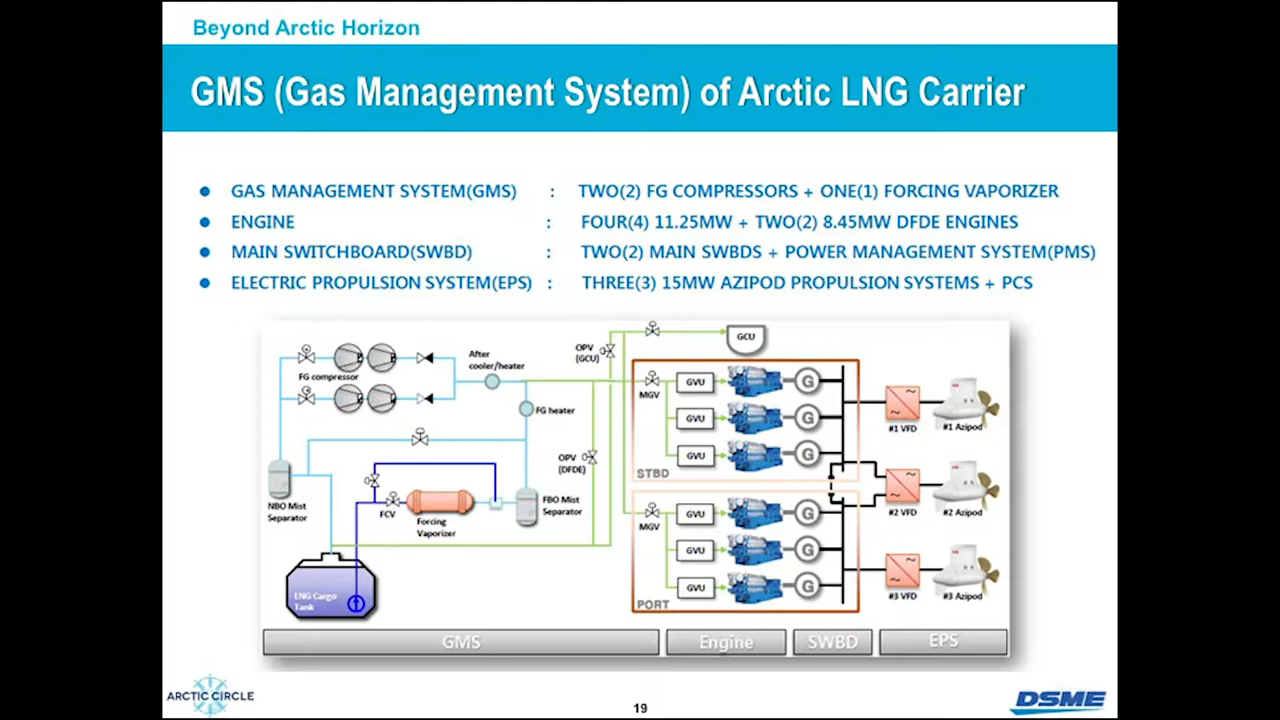 Beyond Arctic Horizon
GMS (Gas Management System) of Arctic LNG Carrier
● GAS MANAGEMENT SYSTEM(GMS) : TWO(2) FG COMPRESSORS + ONE(1) FORCING VAPORIZER
● ENGINE : FOUR(4) 11.25MW + TWO(2) 8.45MW DFDE ENGINES
● MAIN SWITCHBOARD(SWBD) : TWO(2) MAIN SWBDS + POWER MANAGEMENT SYSTEM(PMS)
● ELECTRIC PROPULSION SYSTEM(EPS) : THREE(3) 15MW AZIPOD PROPULSION SYSTEMS + PCS
FG compressor
After
cooler/heater
FG heater
OPV
(GCU)
GCU
OPV
(DFDE)
NBO Mist
Separator
FCV
Forcing
Vaporizer
FBO Mist
Separator
LNG Cargo
Tank
MGV
GVU
G
GVU
G
GVU
G
STBD
MGV
GVU
G
GVU
G
GVU
G
PORT
#1 VFD
#1 Azipod
#2 VFD
#2 Azipod
#3 VFD
#3 Azipod
GMS
Engine
SWBD
EPS
ARCTIC CIRCLE
19
DSME